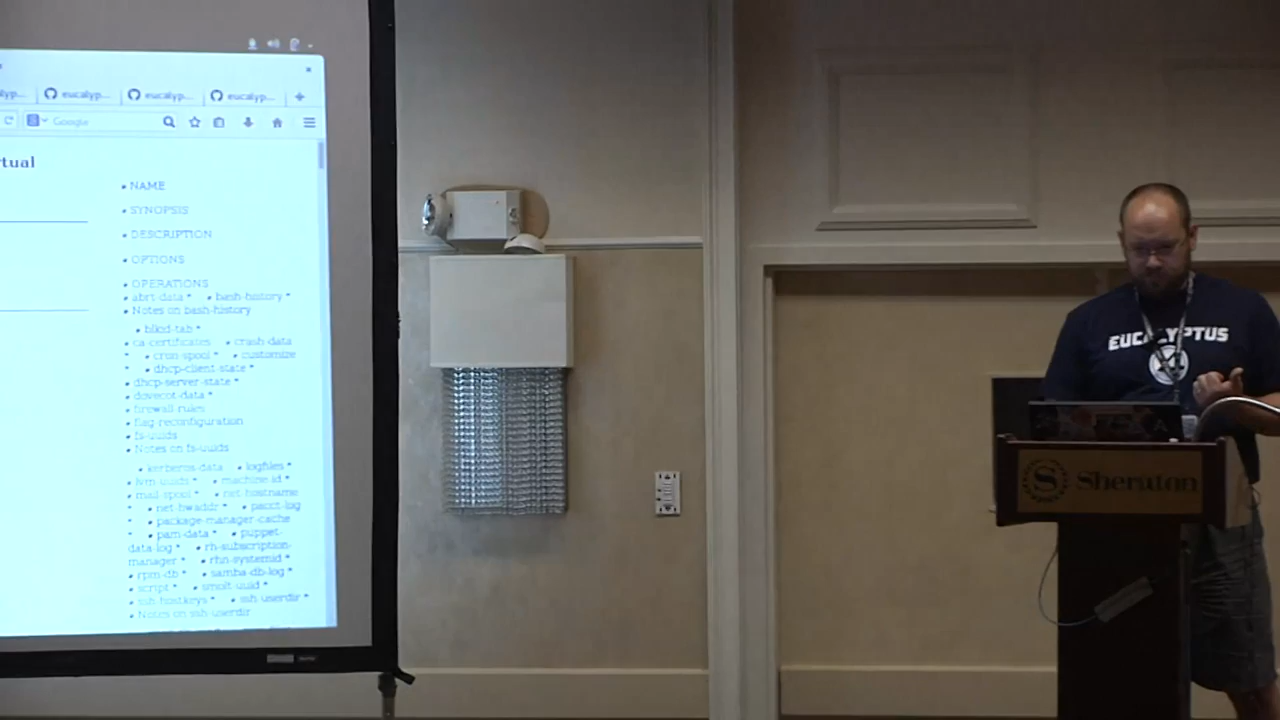 eucalyp...
eucalyp...
eucalyp...
Google
rtual
NAME
SYNOPSIS
DESCRIPTION
OPTIONS
OPERATIONS
abrt-data * • bash-history *
Notes on bash-history
blkid-tab *
ca-certificates • crash-data
* • cron-spool * • customize
* • dhcp-client-state *
dhcp-server-state *
dovecot-data *
firewall-rules
flag-reconfiguration
fs-uuids
Notes on fs-uuids
kerberos-data • logfiles *
lvm-uuids * • machine-id *
mail-spool * • net-hostname
* • net-hwaddr * • pacct-log
* • package-manager-cache
* • pam-data * • puppet-
data-log * • rh-subscription-
manager * • rhn-systemid *
rpm-db * • samba-db-log *
script * • smolt-uuid *
ssh-hostkeys * • ssh-userdir *
Notes on ssh-userdir
EUCALYPTUS
S Sheraton